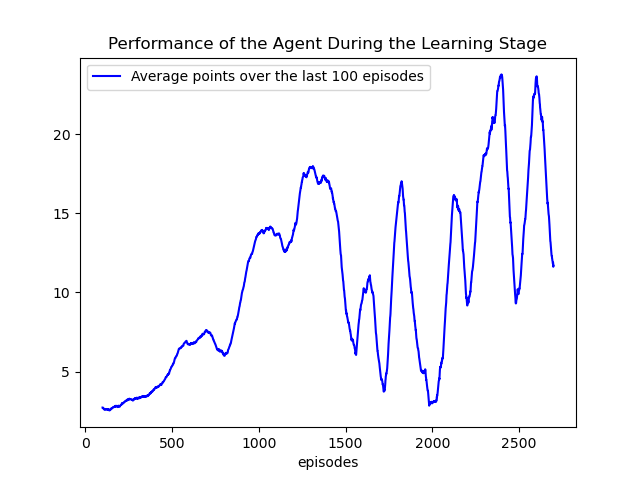 Performance of the Agent During the Learning Stage
Average points over the last 100 episodes
20
15
10
5
0 500 1000 1500 2000 2500
episodes